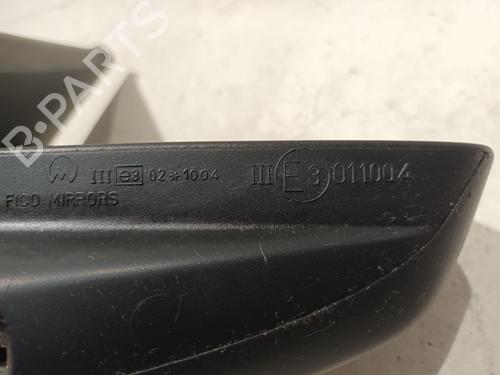 B-PARTS
III e3 02*1004 III E3 011004
FICO MIRRORS